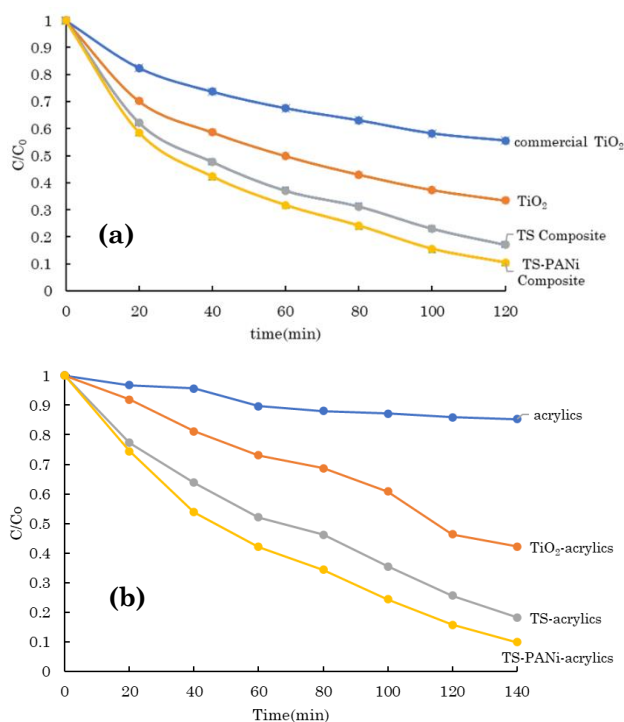 1
0.9
0.8
0.7
0.6
0.5
0.4
0.3
0.2
0.1
0
C/C₀
(a)
commercial TiO₂
TiO₂
TS Composite
TS-PANi
Composite
0 20 40 60 80 100 120
time(min)
1
0.9
0.8
0.7
0.6
0.5
0.4
0.3
0.2
0.1
0
C/Co
(b)
acrylics
TiO₂-acrylics
TS-acrylics
TS-PANi-acrylics
0 20 40 60 80 100 120 140
Time(min)